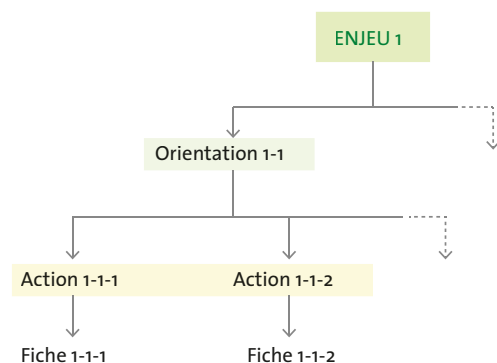 ENJEU 1
Orientation 1-1
Action 1-1-1
Action 1-1-2
Fiche 1-1-1
Fiche 1-1-2